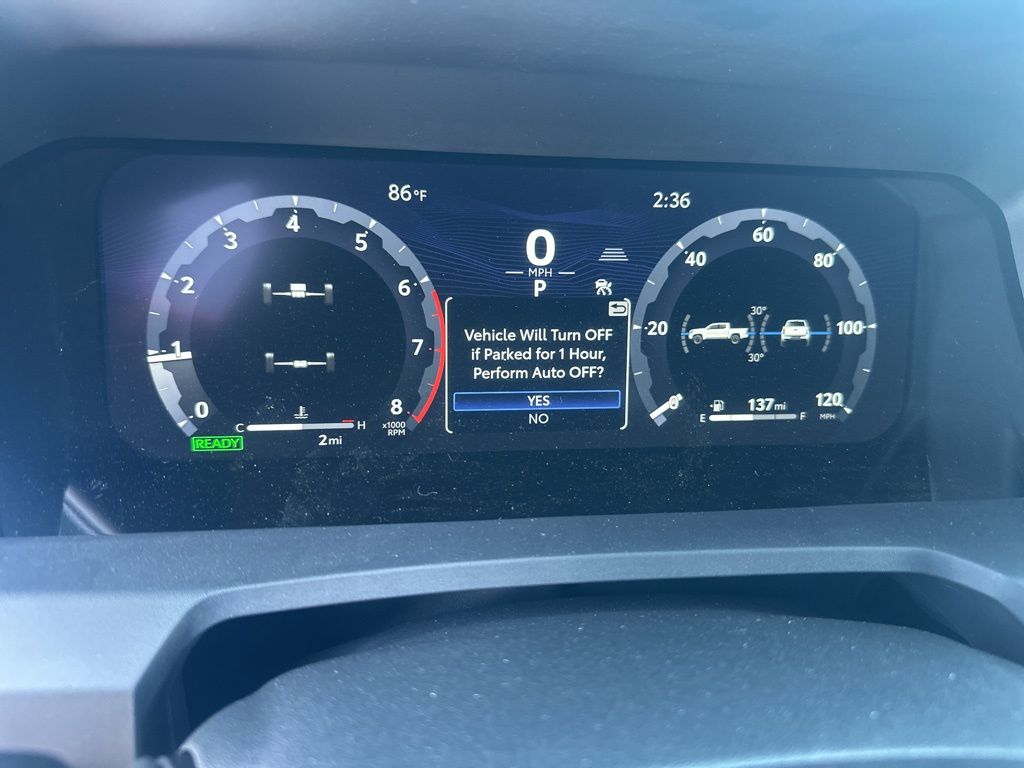 86°F
2:36
0
MPH
P
0
1
2
3
4
5
6
7
8
x1000
RPM
READY
C
H
2mi
Vehicle Will Turn OFF
if Parked for 1 Hour,
Perform Auto OFF?
YES
NO
0
20
40
60
80
100
120
MPH
30°
30°
E
137mi
F